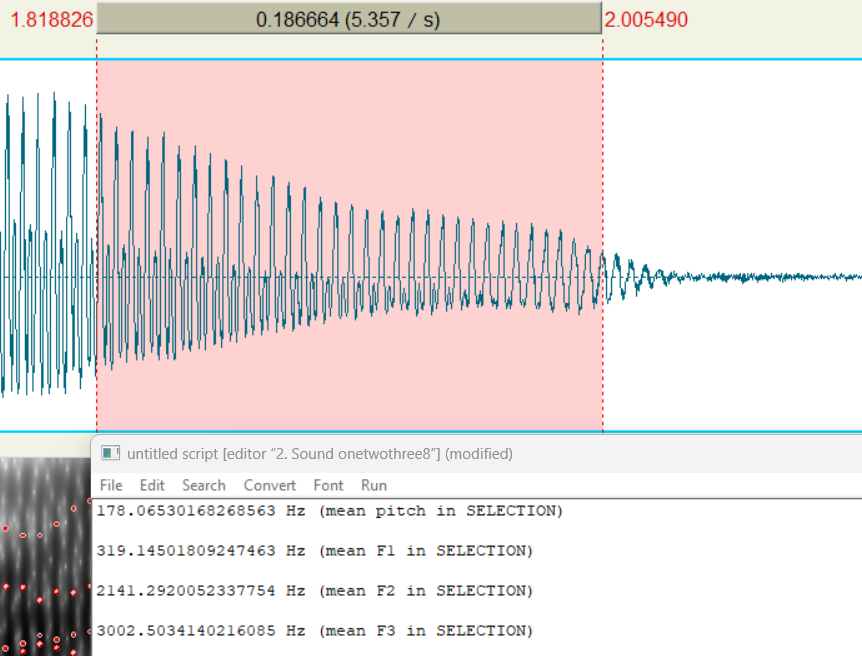 1.818826 0.186664 (5.357 / s) 2.005490
untitled script [editor “2. Sound onetwothree8”] (modified)
File Edit Search Convert Font Run
178.06530168268563 Hz (mean pitch in SELECTION)
319.14501809247463 Hz (mean F1 in SELECTION)
2141.2920052337754 Hz (mean F2 in SELECTION)
3002.5034140216085 Hz (mean F3 in SELECTION)